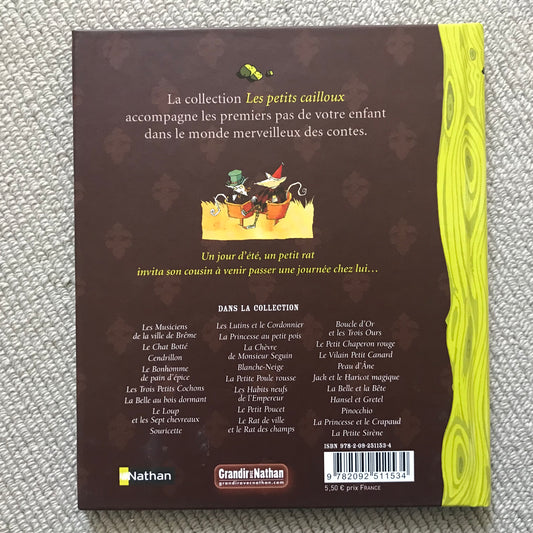 La collection Les petits cailloux
accompagne les premiers pas de votre enfant
dans le monde merveilleux des contes.
Un jour d'été, un petit rat
invita son cousin à venir passer une journée chez lui...
DANS LA COLLECTION
Les Musiciens
de la ville de Brême
Le Chat Botté
Cendrillon
Le Bonhomme
de pain d'épice
Les Trois Petits Cochons
La Belle au bois dormant
Le Loup
et les Sept chevreaux
Souricette
Les Lutins et le Cordonnier
La Princesse au petit pois
La Chèvre
de Monsieur Seguin
Blanche-Neige
La Petite Poule rousse
Les Habits neufs
de l'Empereur
Le Petit Poucet
Le Rat de ville
et le Rat des champs
Boucle d'Or
et les Trois Ours
Le Petit Chaperon rouge
Le Vilain Petit Canard
Peau d'Âne
Jack et le Haricot magique
La Belle et la Bête
Hansel et Gretel
Pinocchio
La Princesse et le Crapaud
La Petite Sirène
ISBN 978-2-09-251153-4
9 782092 511534
5,50 € prix FRANCE
Nathan
Grandir avec Nathan
grandiravecnathan.com